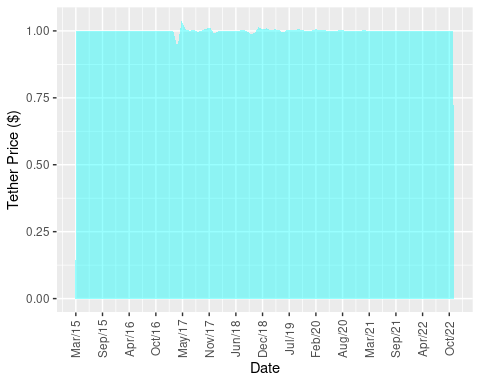 Tether Price ($)
1.00
0.75
0.50
0.25
0.00
Mar/15
Sep/15
Apr/16
Oct/16
May/17
Nov/17
Jun/18
Dec/18
Jul/19
Feb/20
Aug/20
Mar/21
Sep/21
Apr/22
Oct/22
Date